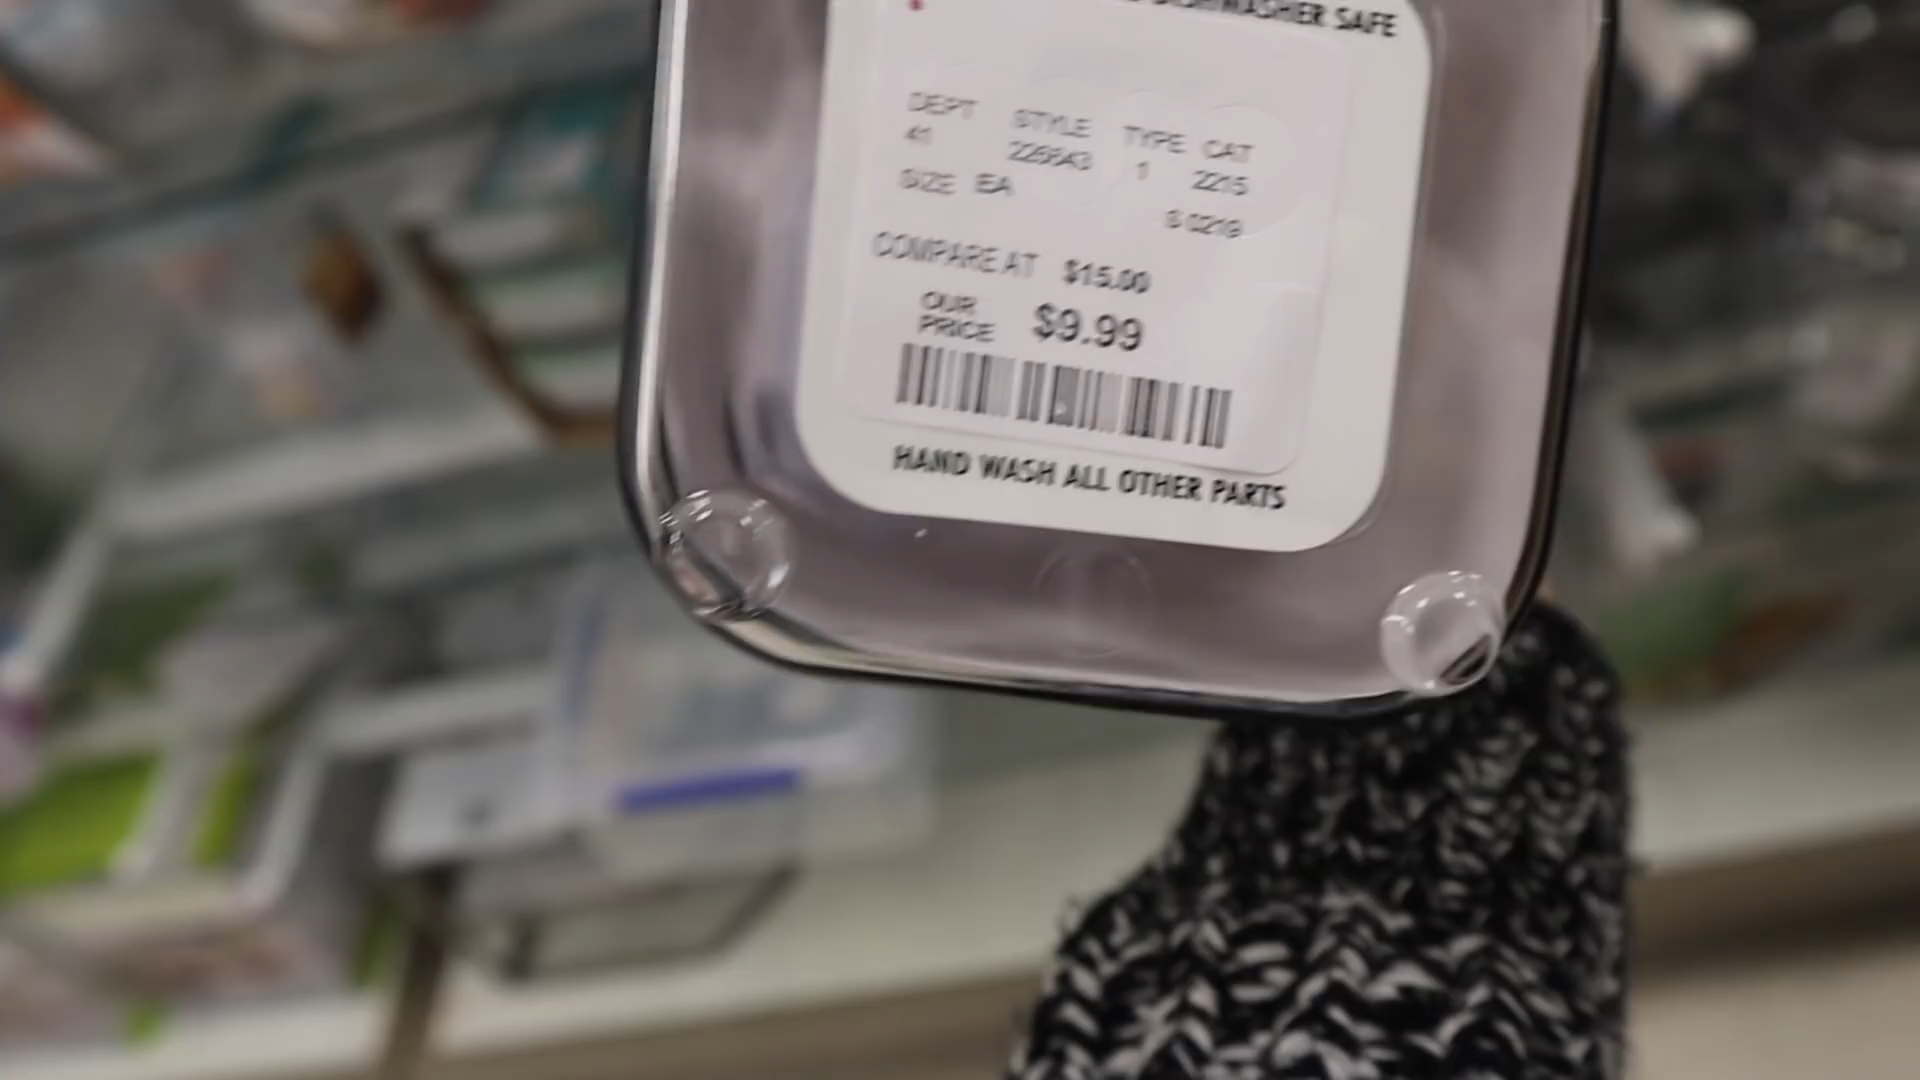 DISHWASHER SAFE
DEPT STYLE TYPE CAT
41 1 2215
SIZE EA
S 0219
COMPARE AT $15.00
OUR PRICE $9.99
HAND WASH ALL OTHER PARTS